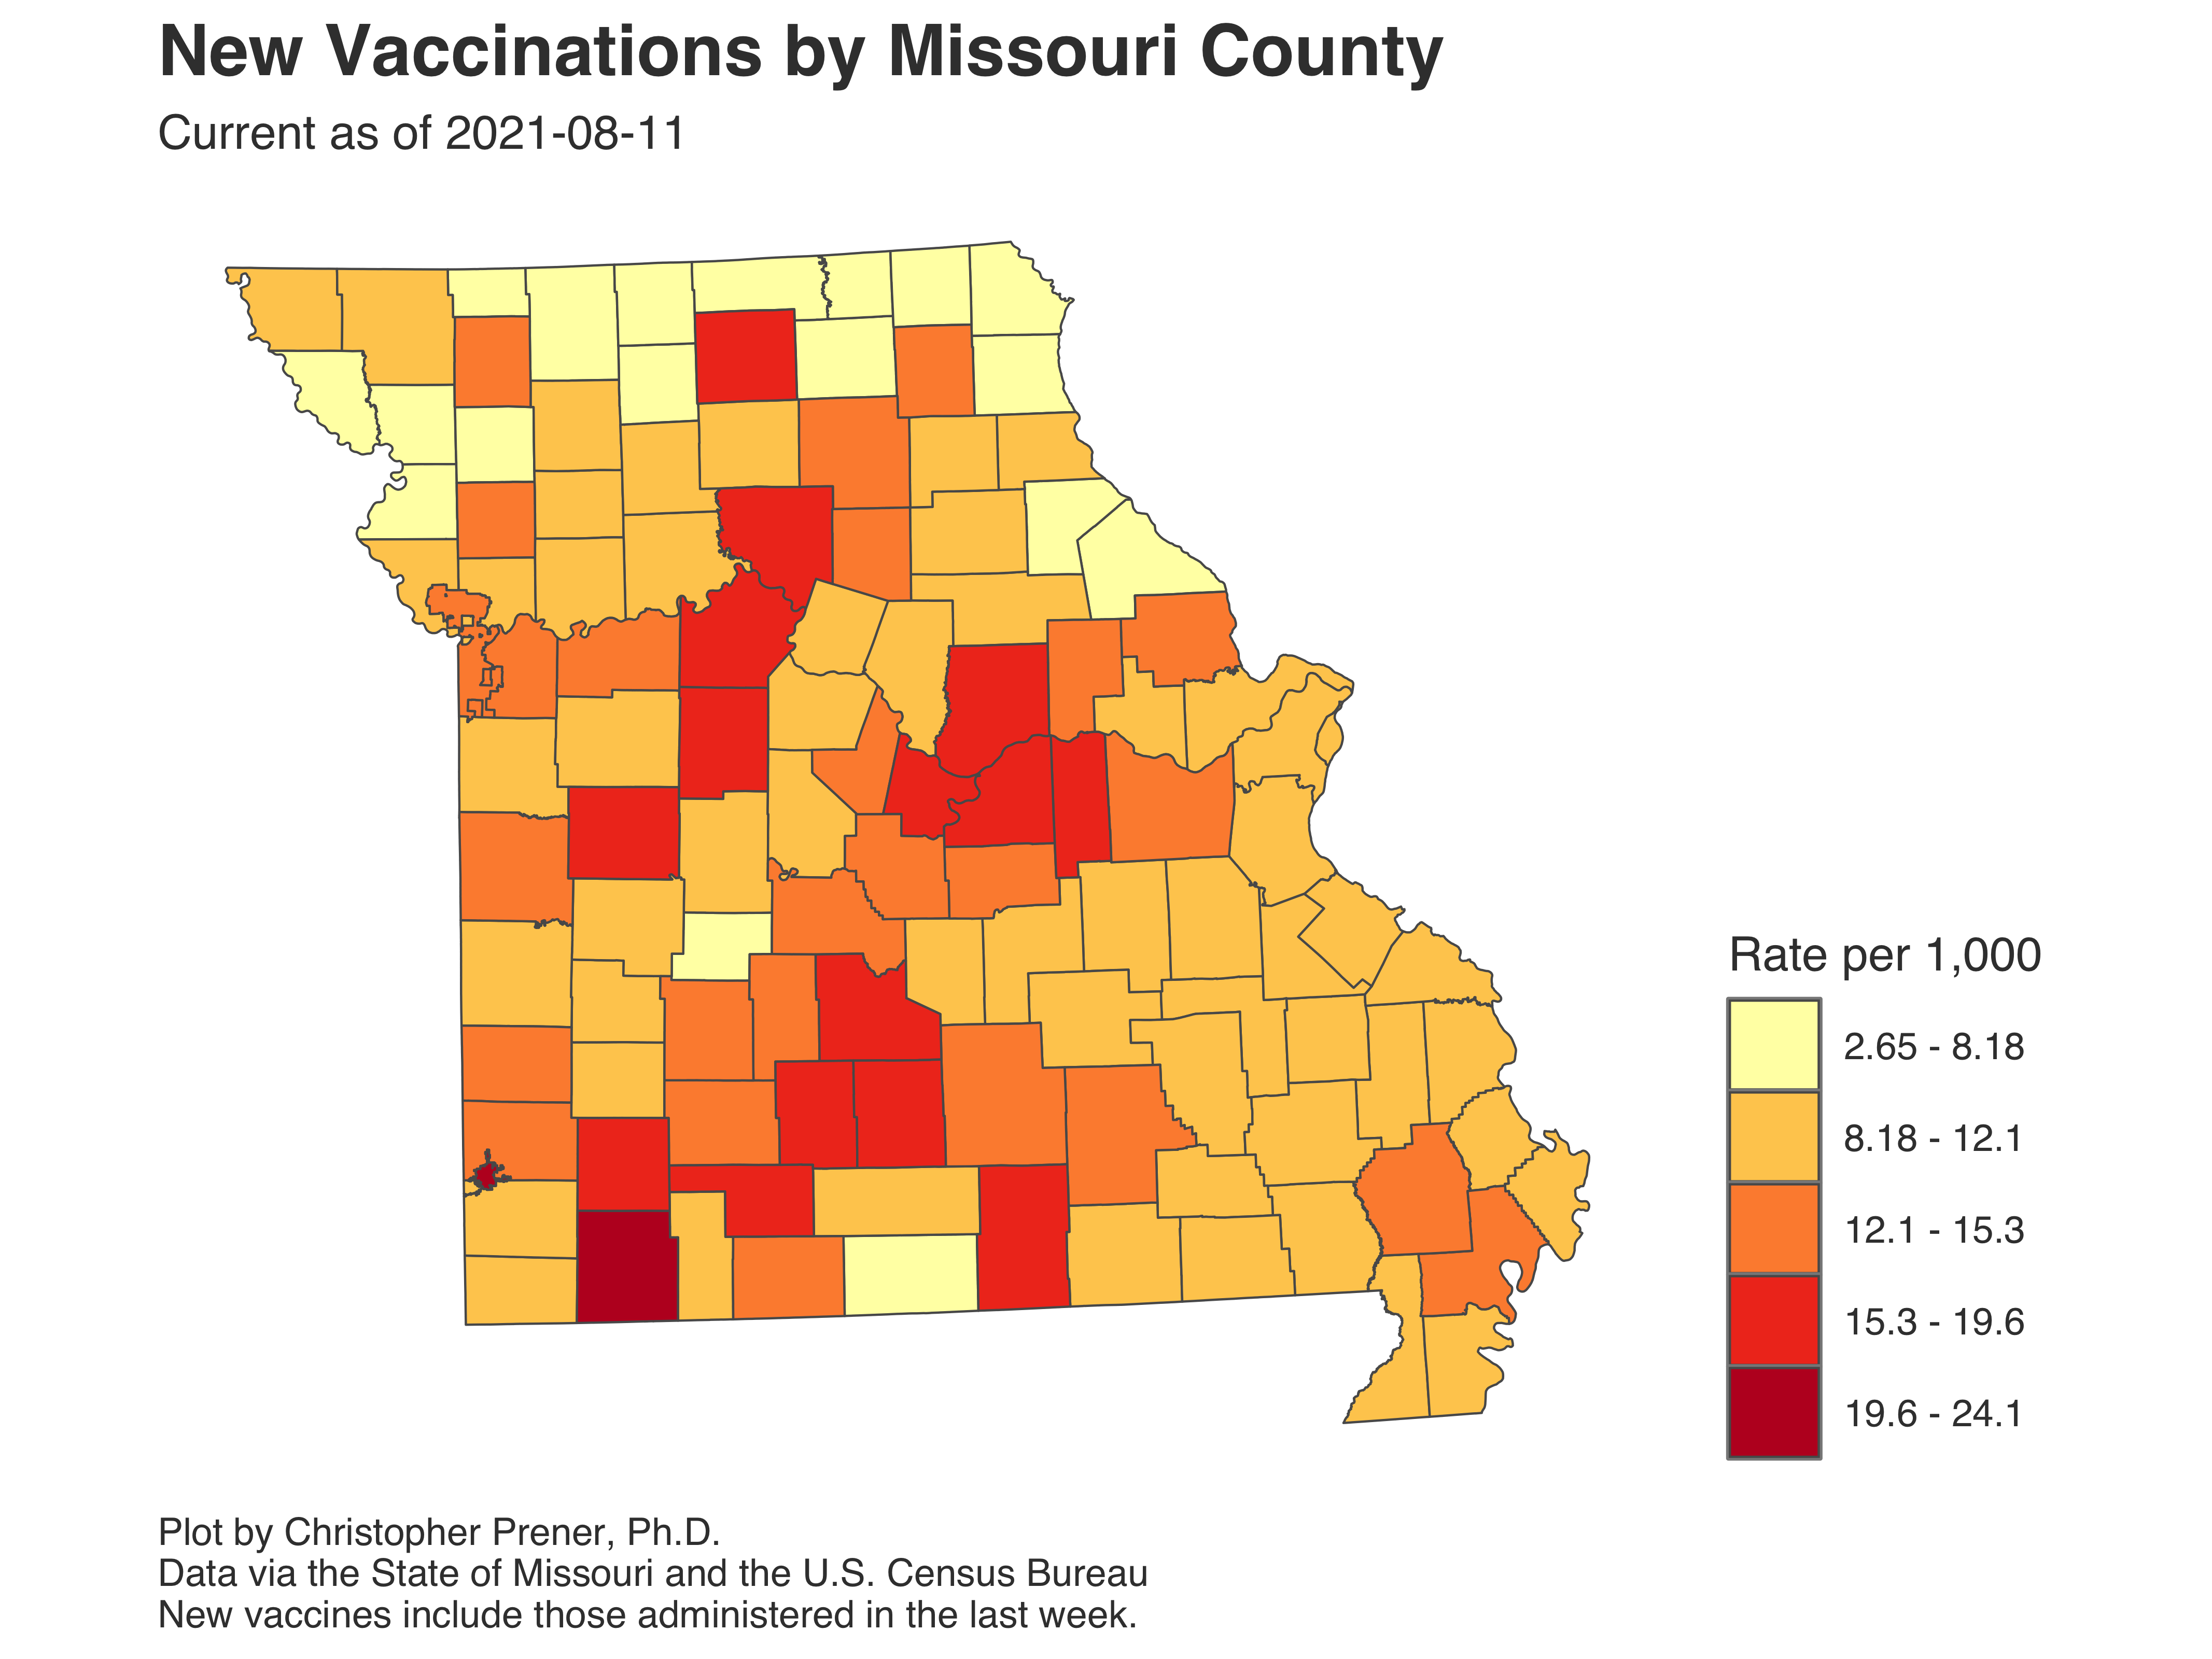 New Vaccinations by Missouri County
Current as of 2021-08-11
Rate per 1,000
2.65 - 8.18
8.18 - 12.1
12.1 - 15.3
15.3 - 19.6
19.6 - 24.1
Plot by Christopher Prener, Ph.D.
Data via the State of Missouri and the U.S. Census Bureau
New vaccines include those administered in the last week.